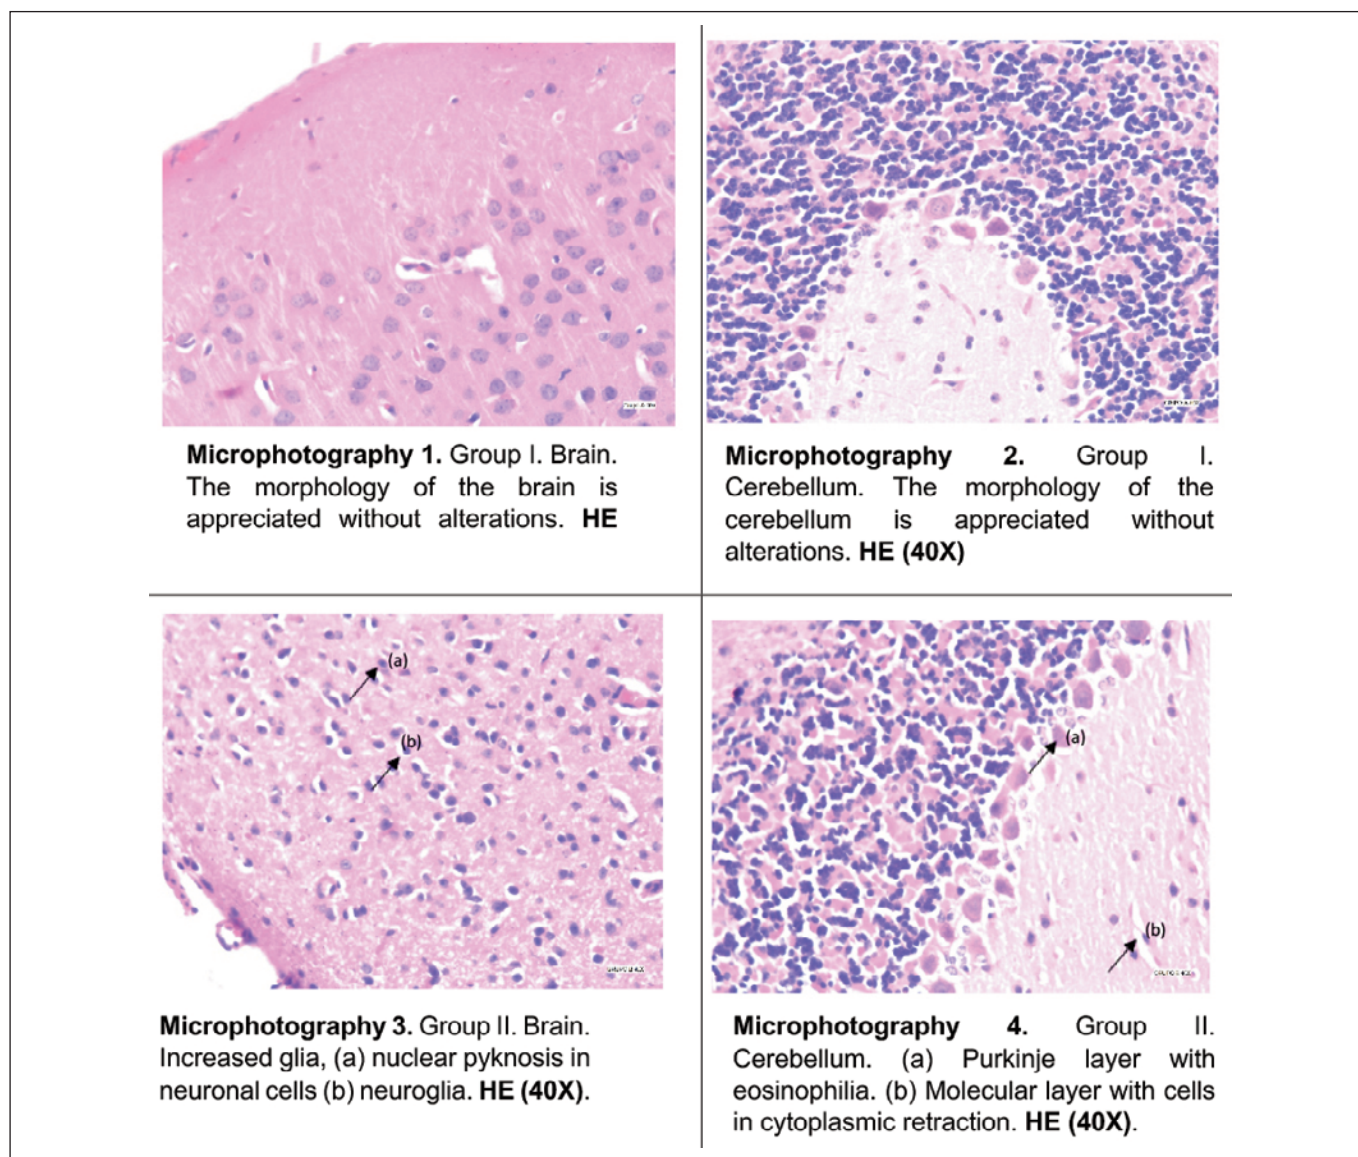 Microphotography 1. Group I. Brain.
The morphology of the brain is
appreciated without alterations. HE
Microphotography 2. Group I.
Cerebellum. The morphology of the
cerebellum is appreciated without
alterations. HE (40X)
(a)
(b)
Microphotography 3. Group II. Brain.
Increased glia, (a) nuclear pyknosis in
neuronal cells (b) neuroglia. HE (40X).
(a)
(b)
Microphotography 4. Group II.
Cerebellum. (a) Purkinje layer with
eosinophilia. (b) Molecular layer with cells
in cytoplasmic retraction. HE (40X).